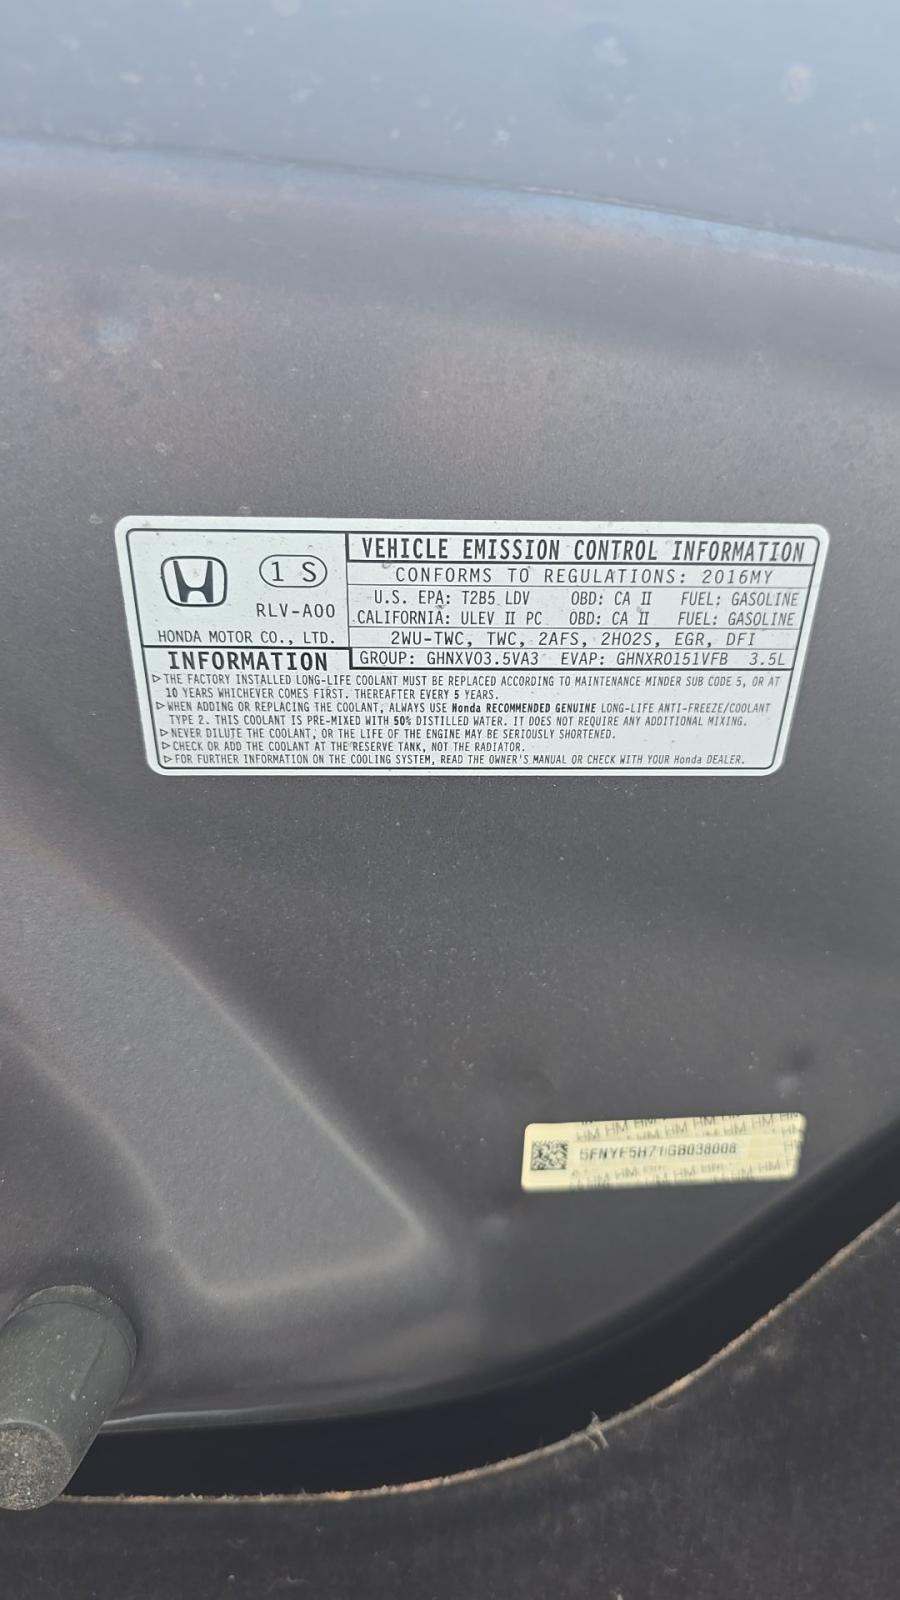 1 S
RLV-A00
HONDA MOTOR CO., LTD.
VEHICLE EMISSION CONTROL INFORMATION
CONFORMS TO REGULATIONS: 2016MY
U.S. EPA: T2B5 LDV OBD: CA II FUEL: GASOLINE
CALIFORNIA: ULEV II PC OBD: CA II FUEL: GASOLINE
2WU-TWC, TWC, 2AFS, 2HO2S, EGR, DFI
GROUP: GHNXV03.5VA3 EVAP: GHNXR0151VFB 3.5L
INFORMATION
▷THE FACTORY INSTALLED LONG-LIFE COOLANT MUST BE REPLACED ACCORDING TO MAINTENANCE MINDER SUB CODE 5, OR AT
10 YEARS WHICHEVER COMES FIRST. THEREAFTER EVERY 5 YEARS.
▷WHEN ADDING OR REPLACING THE COOLANT, ALWAYS USE Honda RECOMMENDED GENUINE LONG-LIFE ANTI-FREEZE/COOLANT
TYPE 2. THIS COOLANT IS PRE-MIXED WITH 50% DISTILLED WATER. IT DOES NOT REQUIRE ANY ADDITIONAL MIXING.
▷NEVER DILUTE THE COOLANT, OR THE LIFE OF THE ENGINE MAY BE SERIOUSLY SHORTENED.
▷CHECK OR ADD THE COOLANT AT THE RESERVE TANK, NOT THE RADIATOR.
▷FOR FURTHER INFORMATION ON THE COOLING SYSTEM, READ THE OWNER'S MANUAL OR CHECK WITH YOUR Honda DEALER.